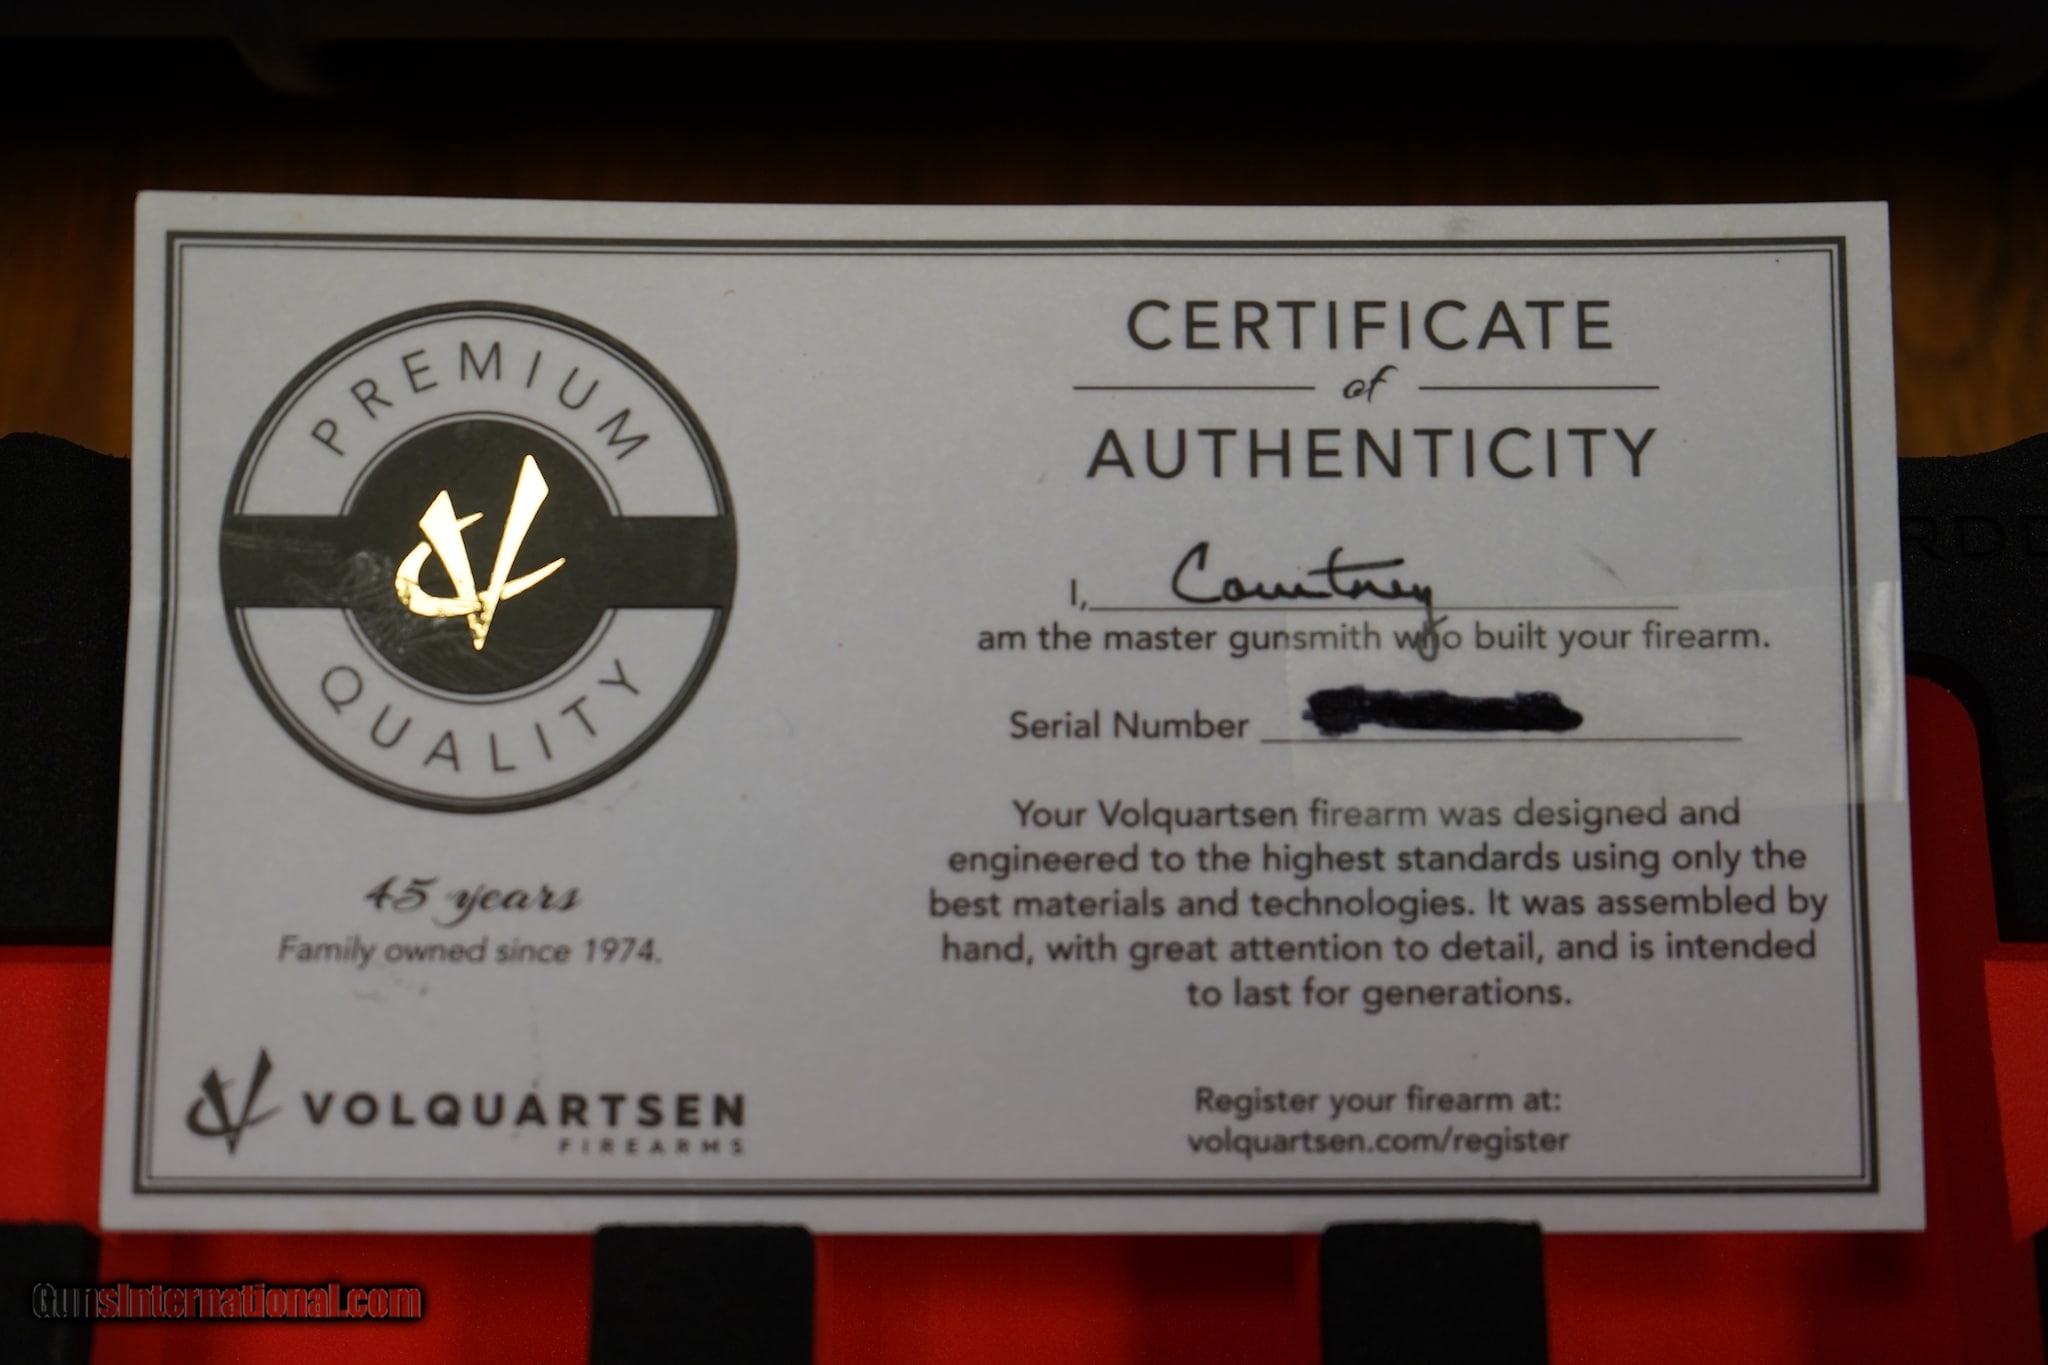 PREMIUM
QUALITY
45 years
Family owned since 1974.
VOLQUARTSEN
FIREARMS
CERTIFICATE
of
AUTHENTICITY
I, Courtney
am the master gunsmith who built your firearm.
Serial Number
Your Volquartsen firearm was designed and
engineered to the highest standards using only the
best materials and technologies. It was assembled by
hand, with great attention to detail, and is intended
to last for generations.
Register your firearm at:
volquartsen.com/register
GunsInternational.com